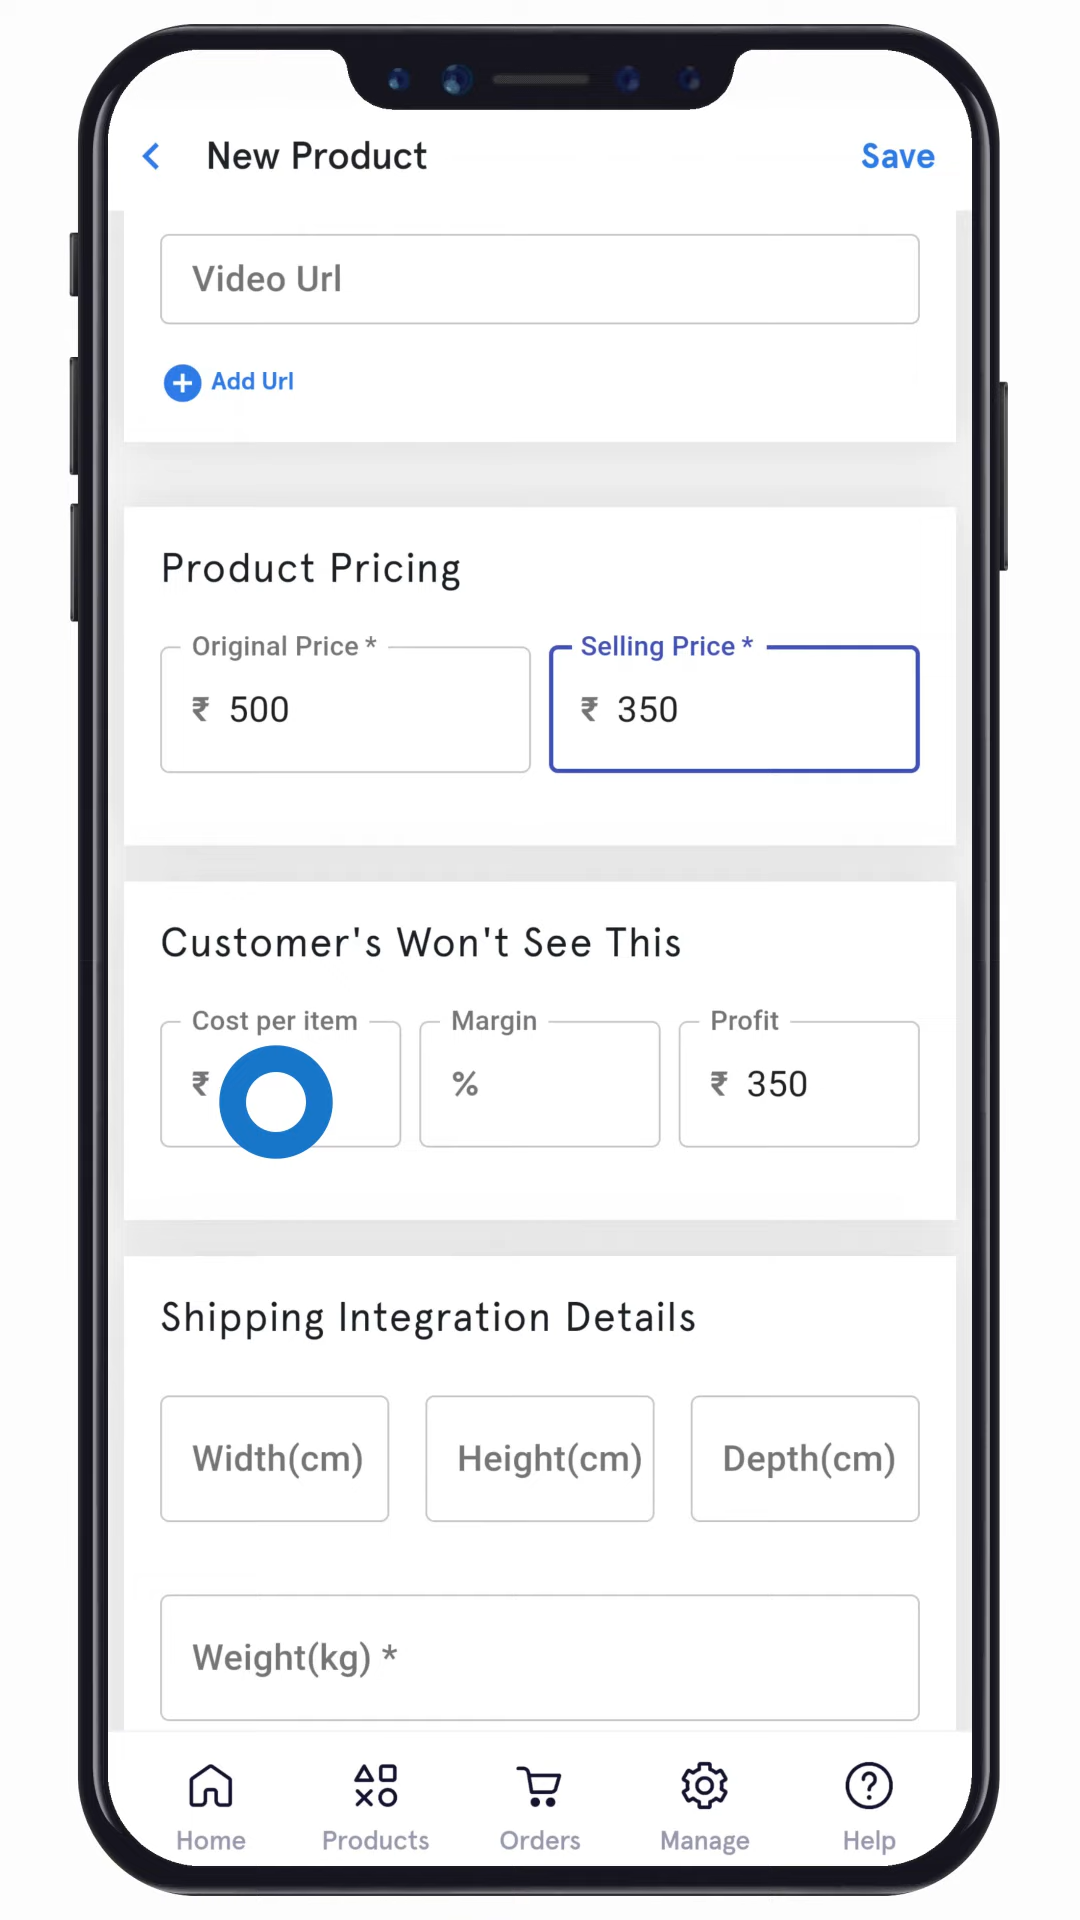 New Product
Save
Video Url
Add Url
Product Pricing
Original Price *
Selling Price *
₹ 500
₹ 350
Customer's Won't See This
Cost per item
Margin
Profit
₹
%
₹ 350
Shipping Integration Details
Width(cm)
Height(cm)
Depth(cm)
Weight(kg) *
Home
Products
Orders
Manage
Help